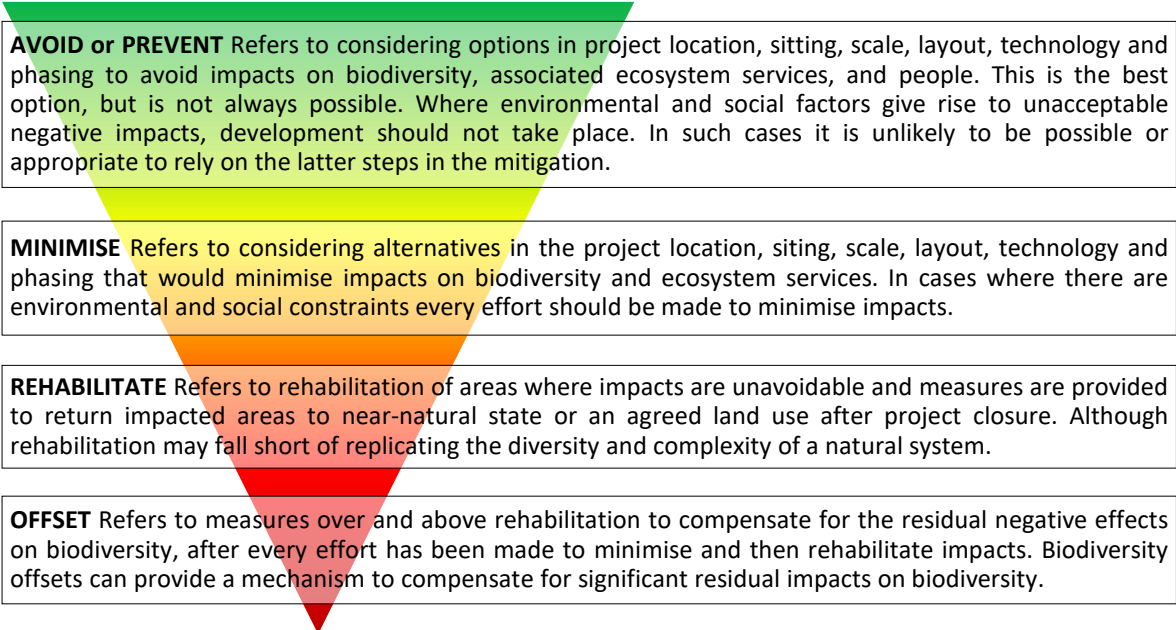 AVOID or PREVENT Refers to considering options in project location, sitting, scale, layout, technology and
phasing to avoid impacts on biodiversity, associated ecosystem services, and people. This is the best
option, but is not always possible. Where environmental and social factors give rise to unacceptable
negative impacts, development should not take place. In such cases it is unlikely to be possible or
appropriate to rely on the latter steps in the mitigation.
MINIMISE Refers to considering alternatives in the project location, siting, scale, layout, technology and
phasing that would minimise impacts on biodiversity and ecosystem services. In cases where there are
environmental and social constraints every effort should be made to minimise impacts.
REHABILITATE Refers to rehabilitation of areas where impacts are unavoidable and measures are provided
to return impacted areas to near-natural state or an agreed land use after project closure. Although
rehabilitation may fall short of replicating the diversity and complexity of a natural system.
OFFSET Refers to measures over and above rehabilitation to compensate for the residual negative effects
on biodiversity, after every effort has been made to minimise and then rehabilitate impacts. Biodiversity
offsets can provide a mechanism to compensate for significant residual impacts on biodiversity.